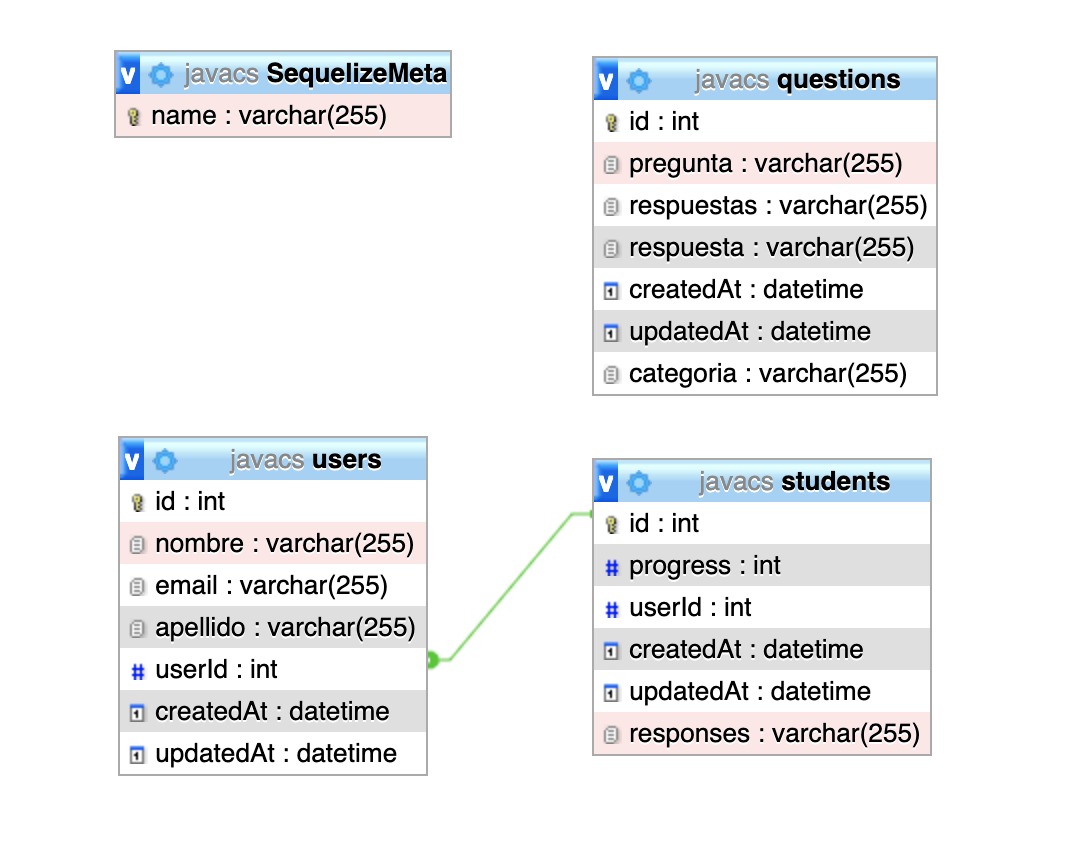 javacs SequelizeMeta
name : varchar(255)
javacs questions
id : int
pregunta : varchar(255)
respuestas : varchar(255)
respuesta : varchar(255)
createdAt : datetime
updatedAt : datetime
categoria : varchar(255)
javacs users
id : int
nombre : varchar(255)
email : varchar(255)
apellido : varchar(255)
userId : int
createdAt : datetime
updatedAt : datetime
javacs students
id : int
progress : int
userId : int
createdAt : datetime
updatedAt : datetime
responses : varchar(255)